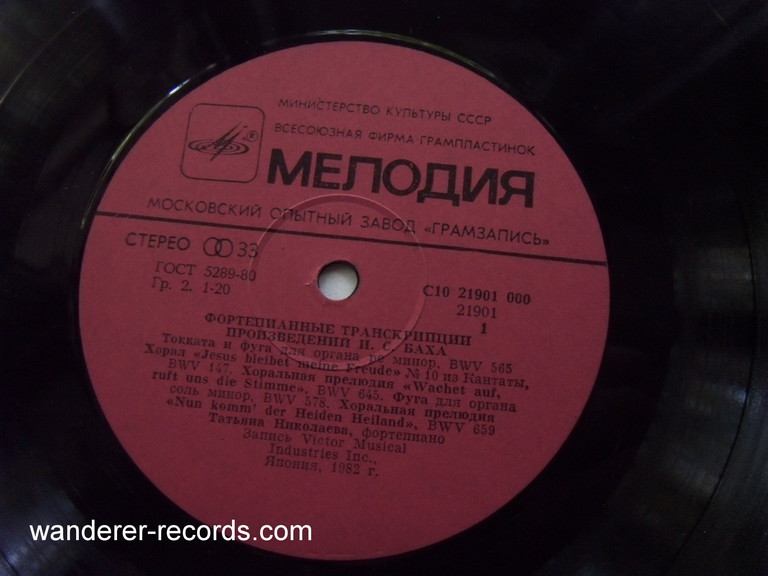 МИНИСТЕРСТВО КУЛЬТУРЫ СССР
ВСЕСОЮЗНАЯ ФИРМА ГРАМПЛАСТИНОК
®
МЕЛОДИЯ
МОСКОВСКИЙ ОПЫТНЫЙ ЗАВОД «ГРАМЗАПИСЬ»
СТЕРЕО 33
ГОСТ 5289-80
Гр. 2. 1-20
С10 21901 000
21901
1
ФОРТЕПИАННЫЕ ТРАНСКРИПЦИИ
ПРОИЗВЕДЕНИЙ И. С. БАХА
Токката и фуга для органа ре минор, BWV 565
Хорал «Jesus bleibet meine Freude» № 10 из Кантаты,
BWV 147. Хоральная прелюдия «Wachet auf,
ruft uns die Stimme», BWV 645. Фуга для органа
соль минор, BWV 578. Хоральная прелюдия
«Nun komm' der Heiden Heiland», BWV 659
Татьяна Николаева, фортепиано
Запись Victor Musical
Industries Inc.,
Япония, 1982 г.
wanderer-records.com